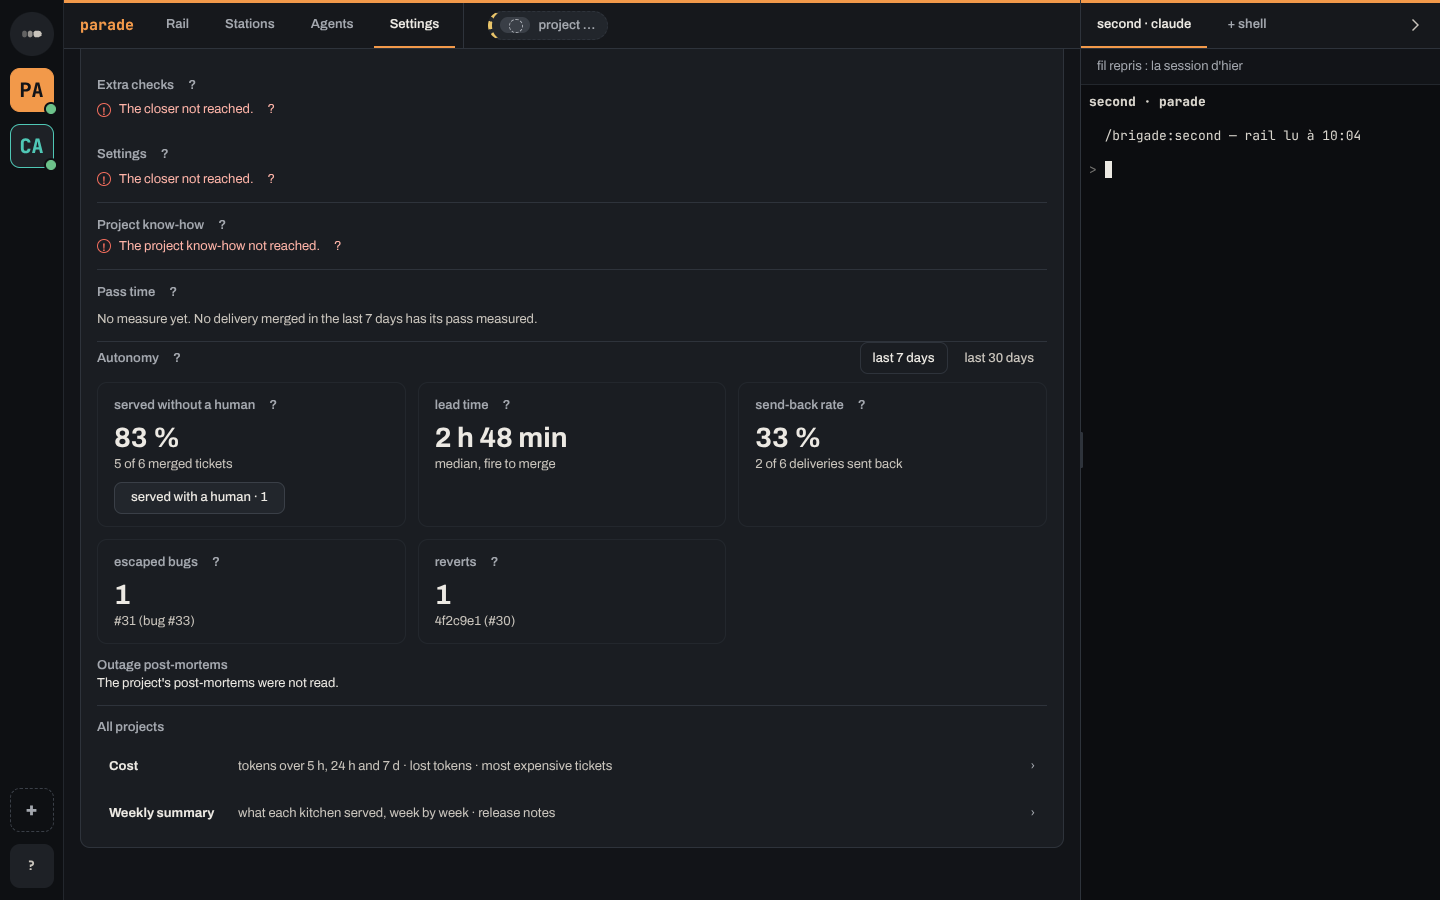 parade
Rail
Stations
Agents
Settings
project ...
second · claude
+ shell
PA
CA
+
?
Extra checks ?
The closer not reached. ?
Settings ?
The closer not reached. ?
Project know-how ?
The project know-how not reached. ?
Pass time ?
No measure yet. No delivery merged in the last 7 days has its pass measured.
Autonomy ?
last 7 days
last 30 days
served without a human ?
83 %
5 of 6 merged tickets
served with a human · 1
lead time ?
2 h 48 min
median, fire to merge
send-back rate ?
33 %
2 of 6 deliveries sent back
escaped bugs ?
1
#31 (bug #33)
reverts ?
1
4f2c9e1 (#30)
Outage post-mortems
The project's post-mortems were not read.
All projects
Cost tokens over 5 h, 24 h and 7 d · lost tokens · most expensive tickets ›
Weekly summary what each kitchen served, week by week · release notes ›
fil repris : la session d'hier
second · parade
/brigade:second — rail lu à 10:04
>